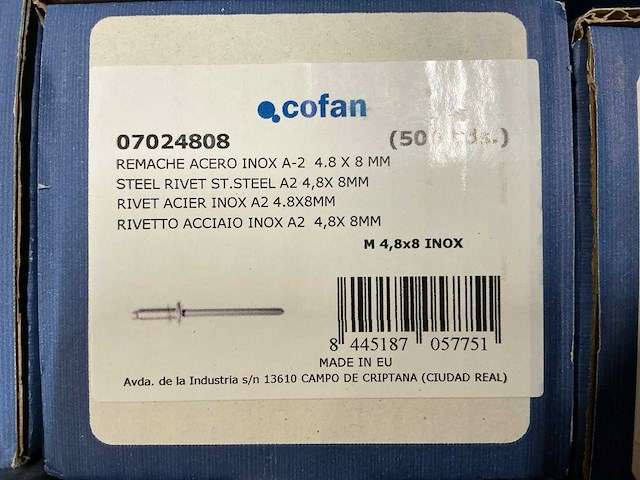 cofan
07024808
REMACHE ACERO INOX A-2 4.8 X 8 MM
STEEL RIVET ST.STEEL A2 4,8X 8MM
RIVET ACIER INOX A2 4.8X8MM
RIVETTO ACCIAIO INOX A2 4,8X 8MM
M 4,8x8 INOX
8 445187 057751
MADE IN EU
Avda. de la Industria s/n 13610 CAMPO DE CRIPTANA (CIUDAD REAL)